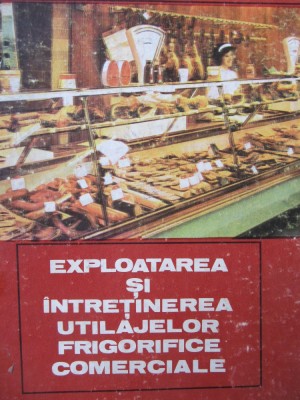 EXPLOATAREA
ȘI
ÎNTREȚINEREA
UTILAJELOR
FRIGORIFICE
COMERCIALE